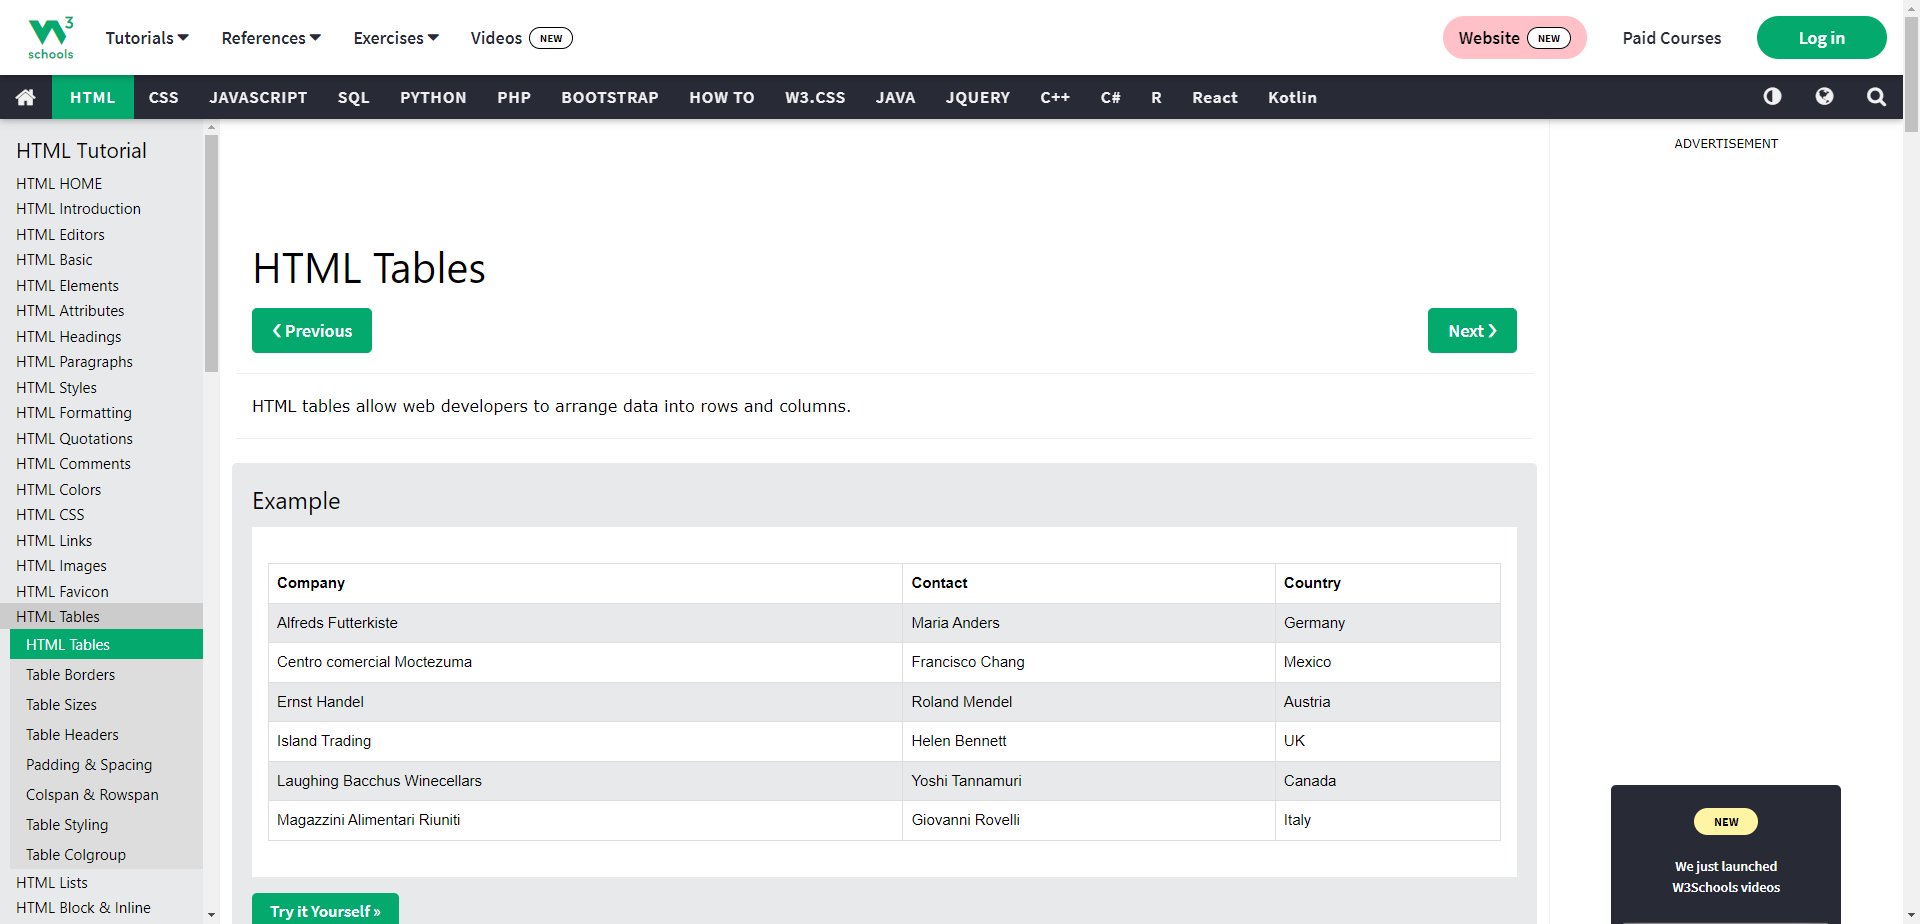 W3
schools
Tutorials
References
Exercises
Videos NEW
Website NEW
Paid Courses
Log in
HTML
CSS
JAVASCRIPT
SQL
PYTHON
PHP
BOOTSTRAP
HOW TO
W3.CSS
JAVA
JQUERY
C++
C#
R
React
Kotlin
HTML Tutorial
HTML HOME
HTML Introduction
HTML Editors
HTML Basic
HTML Elements
HTML Attributes
HTML Headings
HTML Paragraphs
HTML Styles
HTML Formatting
HTML Quotations
HTML Comments
HTML Colors
HTML CSS
HTML Links
HTML Images
HTML Favicon
HTML Tables
HTML Tables
Table Borders
Table Sizes
Table Headers
Padding & Spacing
Colspan & Rowspan
Table Styling
Table Colgroup
HTML Lists
HTML Block & Inline
HTML Tables
❮ Previous
Next ❯
HTML tables allow web developers to arrange data into rows and columns.
Example
Company Contact Country
Alfreds Futterkiste Maria Anders Germany
Centro comercial Moctezuma Francisco Chang Mexico
Ernst Handel Roland Mendel Austria
Island Trading Helen Bennett UK
Laughing Bacchus Winecellars Yoshi Tannamuri Canada
Magazzini Alimentari Riuniti Giovanni Rovelli Italy
Try it Yourself »
ADVERTISEMENT
NEW
We just launched
W3Schools videos